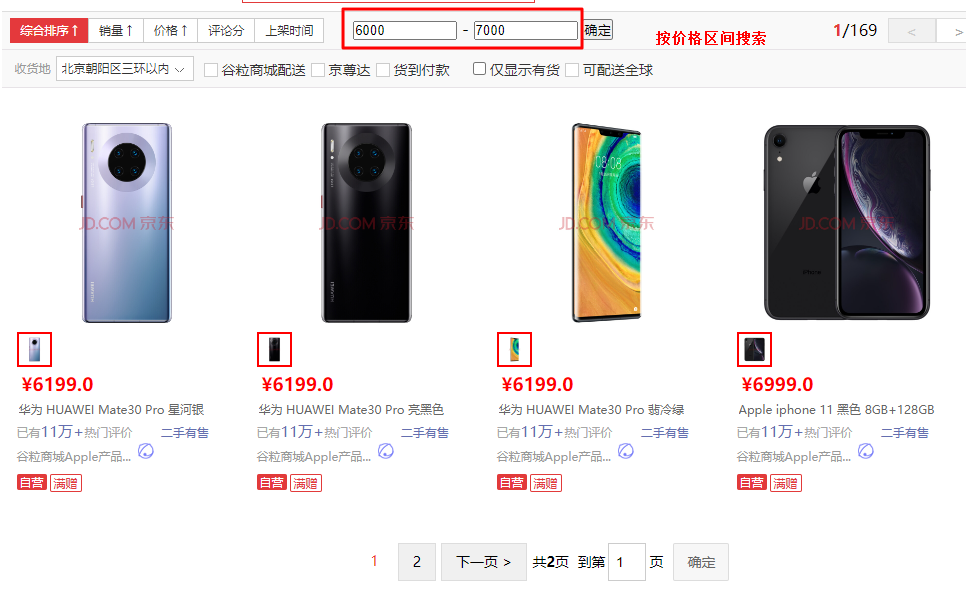 综合排序↑ 销量↑ 价格↑ 评论分 上架时间 6000 - 7000 确定 按价格区间搜索 1/169 < >
收货地 北京朝阳区三环以内 谷粒商城配送 京尊达 货到付款 仅显示有货 可配送全球
JD.COM 京东 JD.COM 京东 JD.COM 京东 JD.COM 京东
¥6199.0 ¥6199.0 ¥6199.0 ¥6999.0
华为 HUAWEI Mate30 Pro 星河银 华为 HUAWEI Mate30 Pro 亮黑色 华为 HUAWEI Mate30 Pro 翡冷绿 Apple iphone 11 黑色 8GB+128GB
已有11万+热门评价 二手有售 已有11万+热门评价 二手有售 已有11万+热门评价 二手有售 已有11万+热门评价 二手有售
谷粒商城Apple产品... 谷粒商城Apple产品... 谷粒商城Apple产品... 谷粒商城Apple产品...
自营 满赠 自营 满赠 自营 满赠 自营 满赠
1 2 下一页 > 共2页 到第 1 页 确定